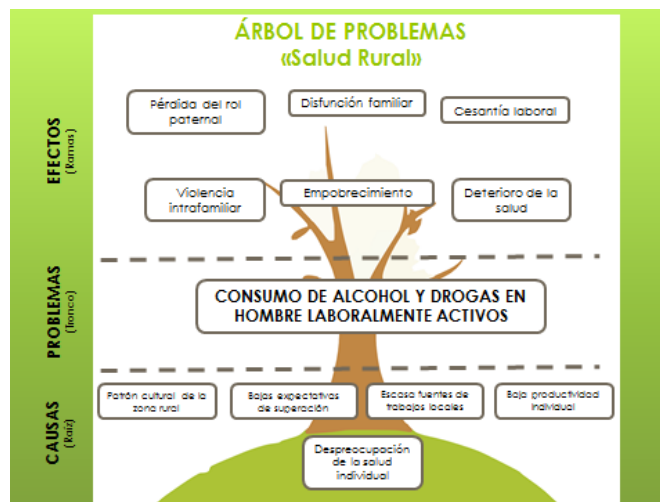 ÁRBOL DE PROBLEMAS
«Salud Rural»
EFECTOS
(Ramas)
Pérdida del rol
paternal
Disfunción familiar
Cesantía laboral
Violencia
intrafamiliar
Empobrecimiento
Deterioro de la
salud
PROBLEMAS
(Tronco)
CONSUMO DE ALCOHOL Y DROGAS EN
HOMBRE LABORALMENTE ACTIVOS
CAUSAS
(Raíz)
Patrón cultural de la
zona rural
Bajas expectativas
de superación
Escasa fuentes de
trabajos locales
Baja productividad
individual
Despreocupación
de la salud
individual